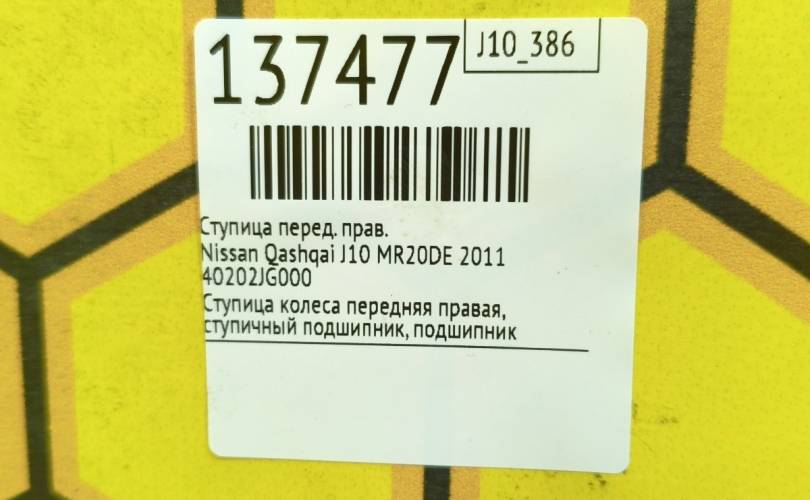 137477
J10_386
Ступица перед. прав.
Nissan Qashqai J10 MR20DE 2011
40202JG000
Ступица колеса передняя правая,
ступичный подшипник, подшипник